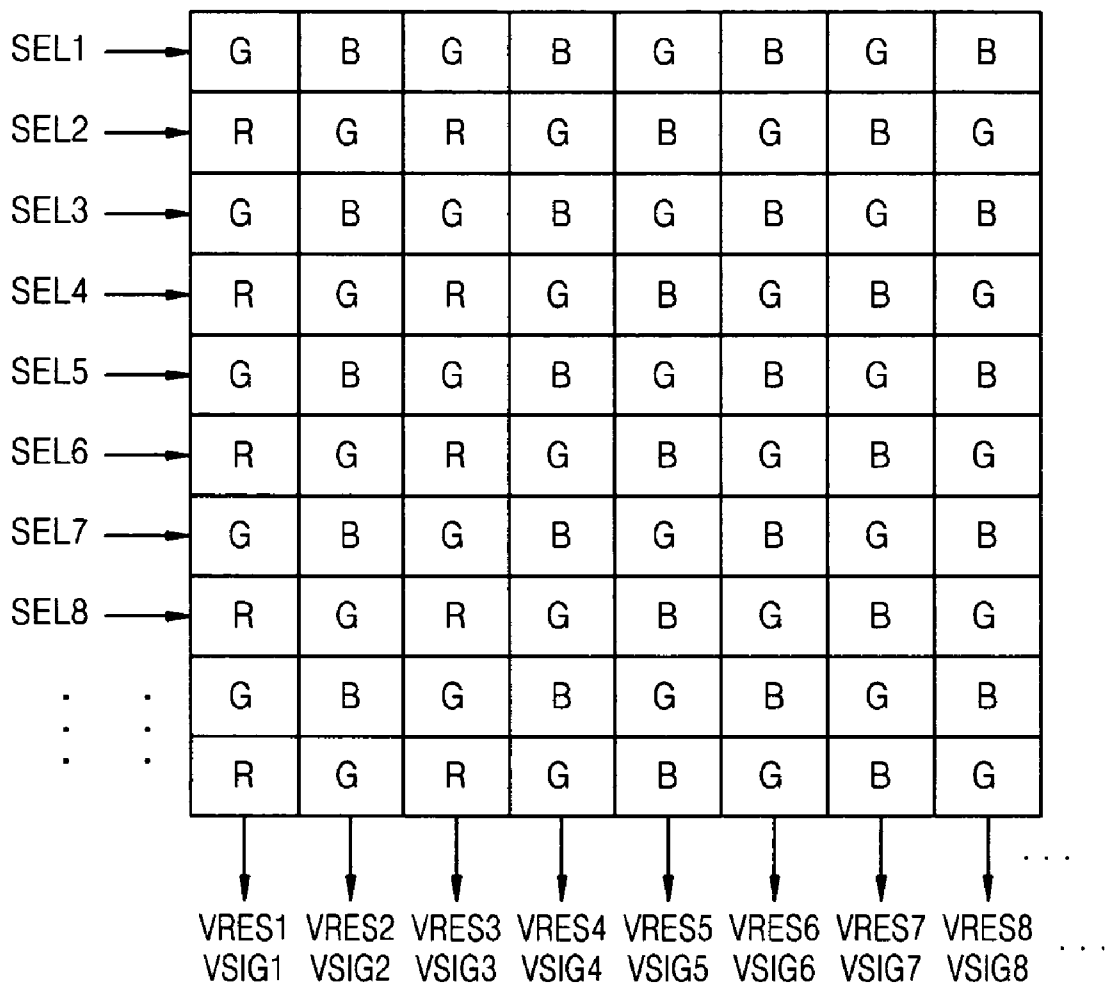 SEL1 G B G B G B G B
SEL2 R G R G B G B G
SEL3 G B G B G B G B
SEL4 R G R G B G B G
SEL5 G B G B G B G B
SEL6 R G R G B G B G
SEL7 G B G B G B G B
SEL8 R G R G B G B G
G B G B G B G B
R G R G B G B G
. . .
VRES1 VRES2 VRES3 VRES4 VRES5 VRES6 VRES7 VRES8
VSIG1 VSIG2 VSIG3 VSIG4 VSIG5 VSIG6 VSIG7 VSIG8 . . .